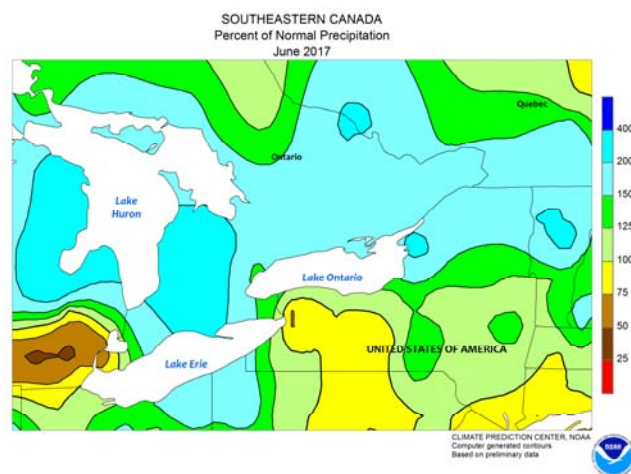 SOUTHEASTERN CANADA
Percent of Normal Precipitation
June 2017
Quebec
Ontario
Lake
Huron
Lake Ontario
Lake Erie
UNITED STATES OF AMERICA
400
200
150
125
100
75
50
25
CLIMATE PREDICTION CENTER, NOAA
Computer generated contours
Based on preliminary data
NOAA